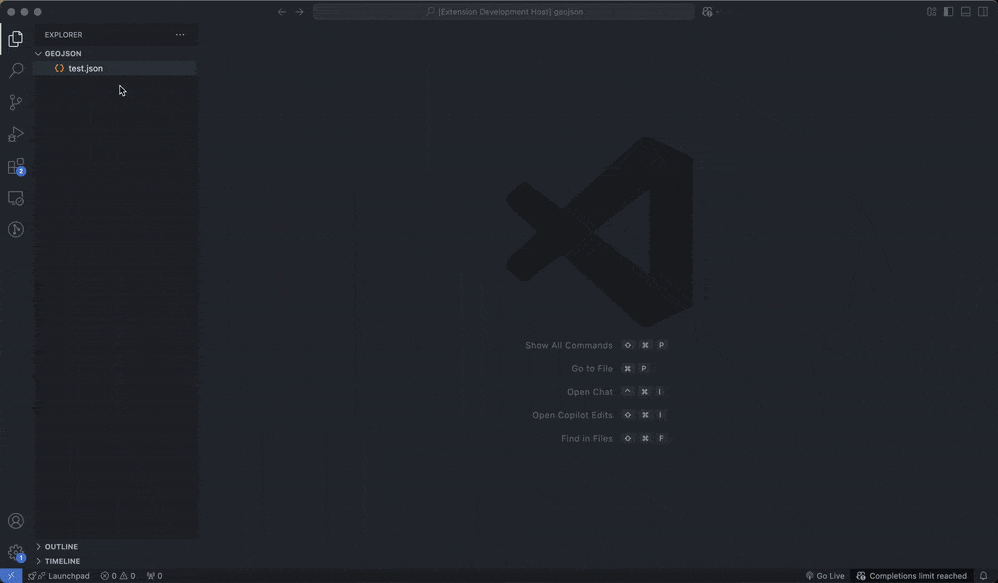 [Extension Development Host] geojson
EXPLORER
GEOJSON
test.json
2
Show All Commands ⇧ ⌘ P
Go to File ⌘ P
Open Chat ^ ⌘ I
Open Copilot Edits ⇧ ⌘ I
Find in Files ⇧ ⌘ F
OUTLINE
1
TIMELINE
Launchpad 0 0 0 Go Live Completions limit reached